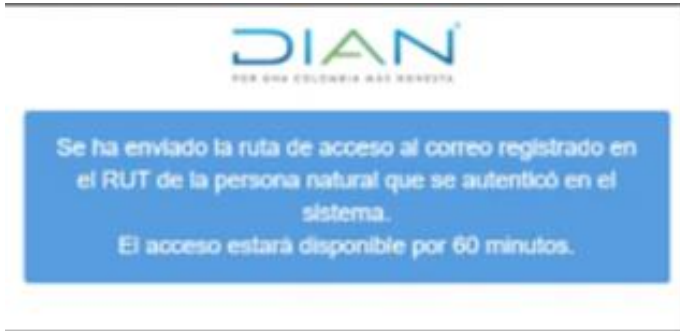 DIAN
POR UNA COLOMBIA MÁS HONESTA
Se ha enviado la ruta de acceso al correo registrado en
el RUT de la persona natural que se autenticó en el
sistema.
El acceso estará disponible por 60 minutos.